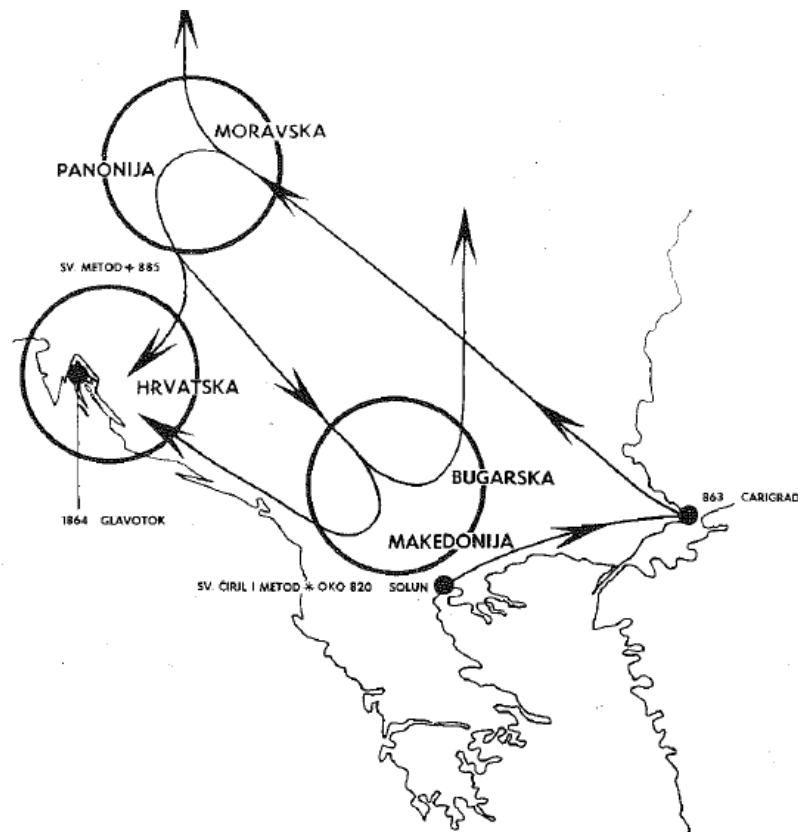 MORAVSKA
PANONIJA
SV. METOD + 885
HRVATSKA
1864 GLAVOTOK
BUGARSKA
863 CARIGRAD
MAKEDONIJA
SV. ĆIRIL I METOD * OKO 820 SOLUN